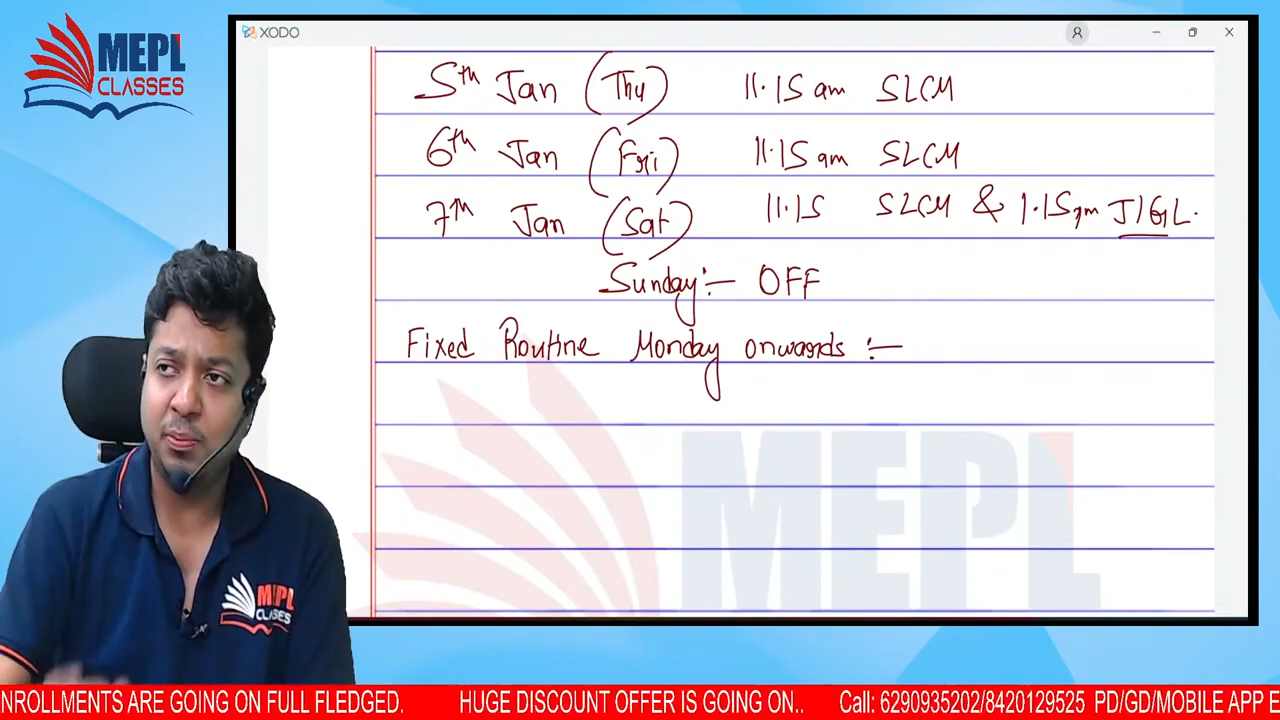 MEPL
CLASSES
XODO
5th Jan (Thu) 11.15 am SLCM
6th Jan (Fri) 11.15 am SLCM
7th Jan (Sat) 11.15 SLCM & 1.15pm JIGL.
Sunday:- OFF
Fixed Routine Monday onwards :-
MEPL
MEPL
CLASSES
NROLLMENTS ARE GOING ON FULL FLEDGED. HUGE DISCOUNT OFFER IS GOING ON.. Call: 6290935202/8420129525 PD/GD/MOBILE APP E